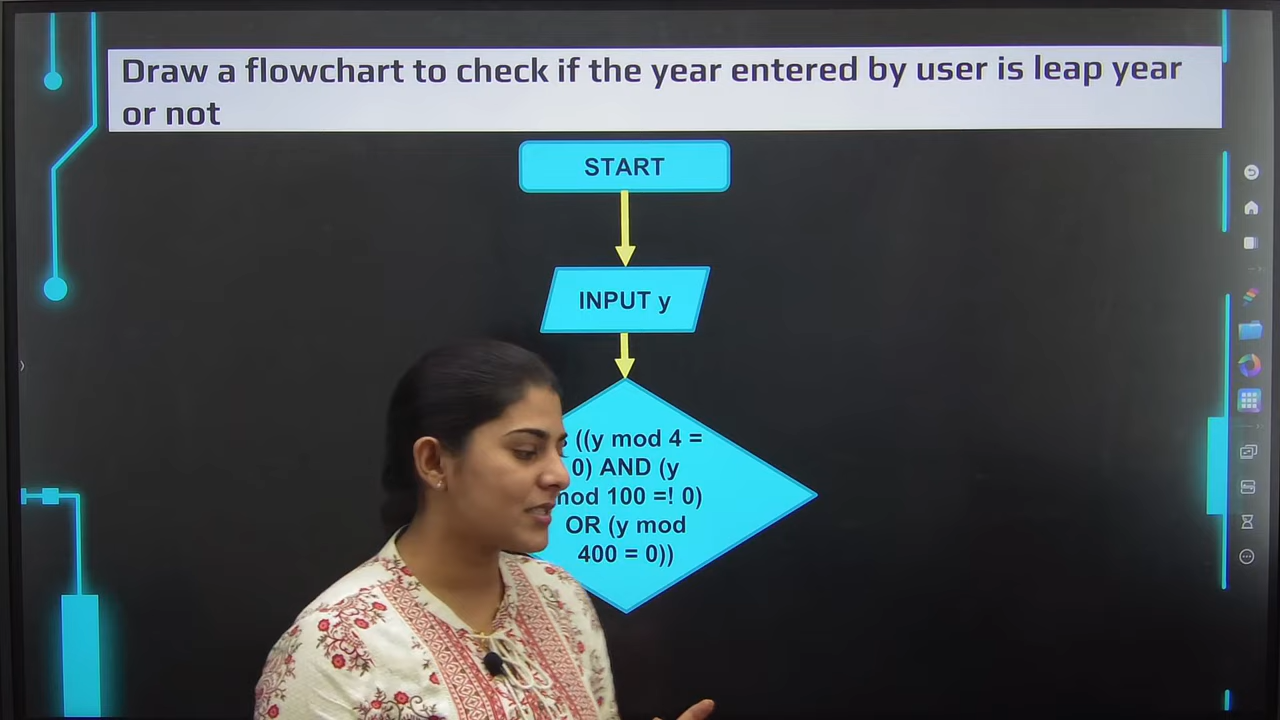 Draw a flowchart to check if the year entered by user is leap year
or not
START
INPUT y
((y mod 4 =
0) AND (y
100 =! 0)
OR (y mod
400 = 0))